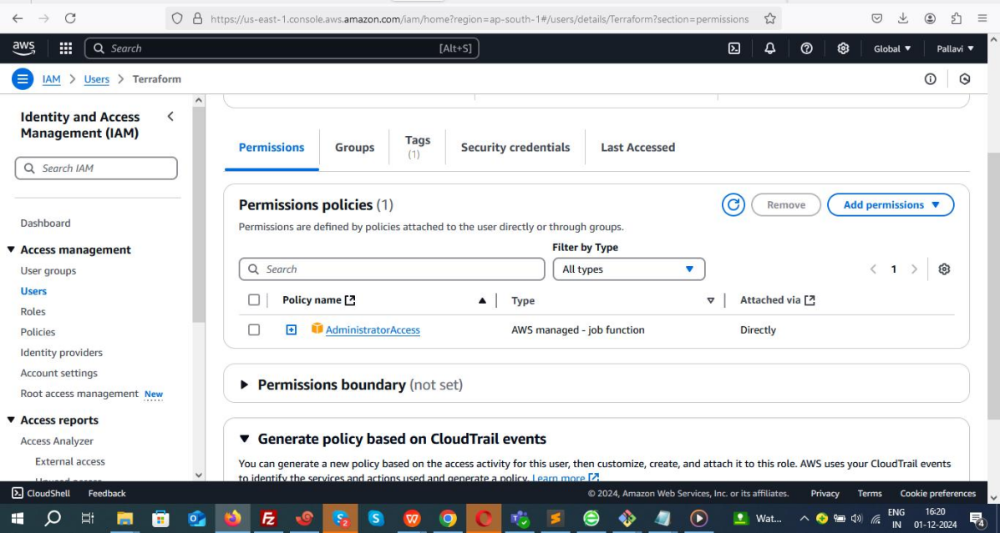 https://us-east-1.console.aws.amazon.com/iam/home?region=ap-south-1#/users/details/Terraform?section=permissions
aws
Search [Alt+S]
Global
Pallavi
IAM > Users > Terraform
Identity and Access
Management (IAM)
Search IAM
Dashboard
Access management
User groups
Users
Roles
Policies
Identity providers
Account settings
Root access management New
Access reports
Access Analyzer
External access
Unused access
Permissions
Groups
Tags
(1)
Security credentials
Last Accessed
Permissions policies (1)
Remove
Add permissions
Permissions are defined by policies attached to the user directly or through groups.
Filter by Type
Search
All types
1
Policy name
Type
Attached via
AdministratorAccess
AWS managed - job function
Directly
Permissions boundary (not set)
Generate policy based on CloudTrail events
You can generate a new policy based on the access activity for this user, then customize, create, and attach it to this role. AWS uses your CloudTrail events
to identify the services and actions used and generate a policy. Learn more
CloudShell
Feedback
© 2024, Amazon Web Services, Inc. or its affiliates.
Privacy
Terms
Cookie preferences
Wat...
ENG
IN
16:20
01-12-2024
4